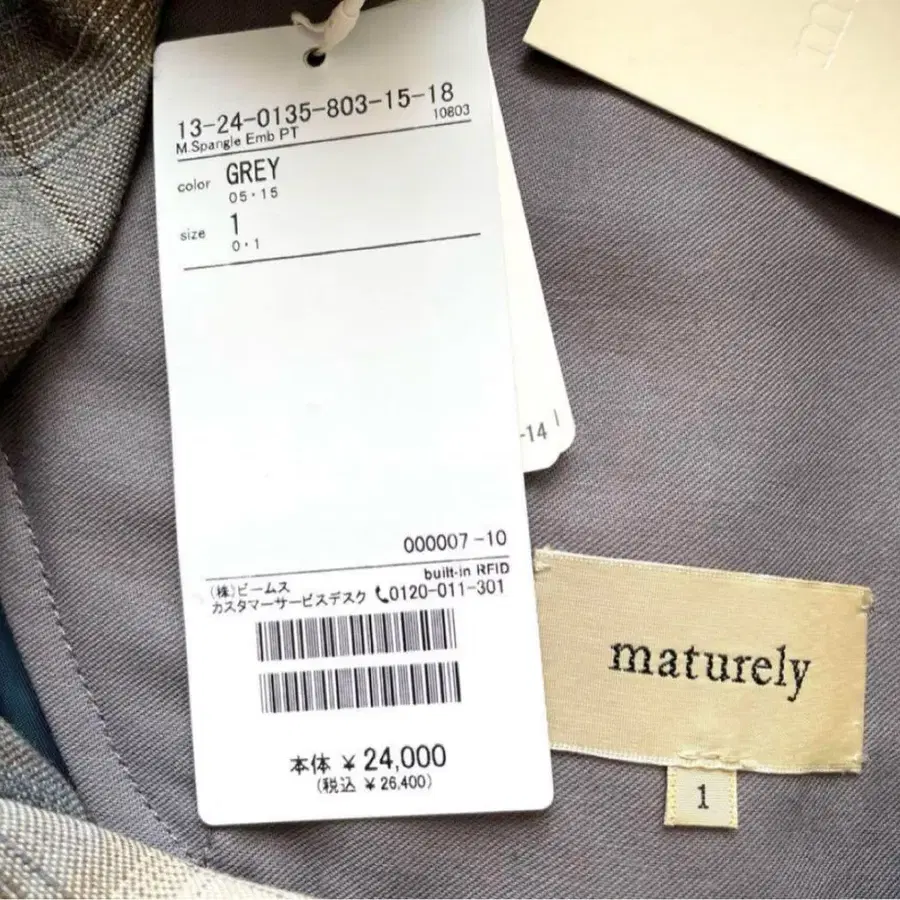 13-24-0135-803-15-18
M.Spangle Emb PT 10803
color GREY
05・15
size 1
0・1
-14
000007-10
built-in RFID
(株)ビームス
カスタマーサービスデスク 0120-011-301
本体 ¥ 24,000
(税込 ¥ 26,400)
maturely
1